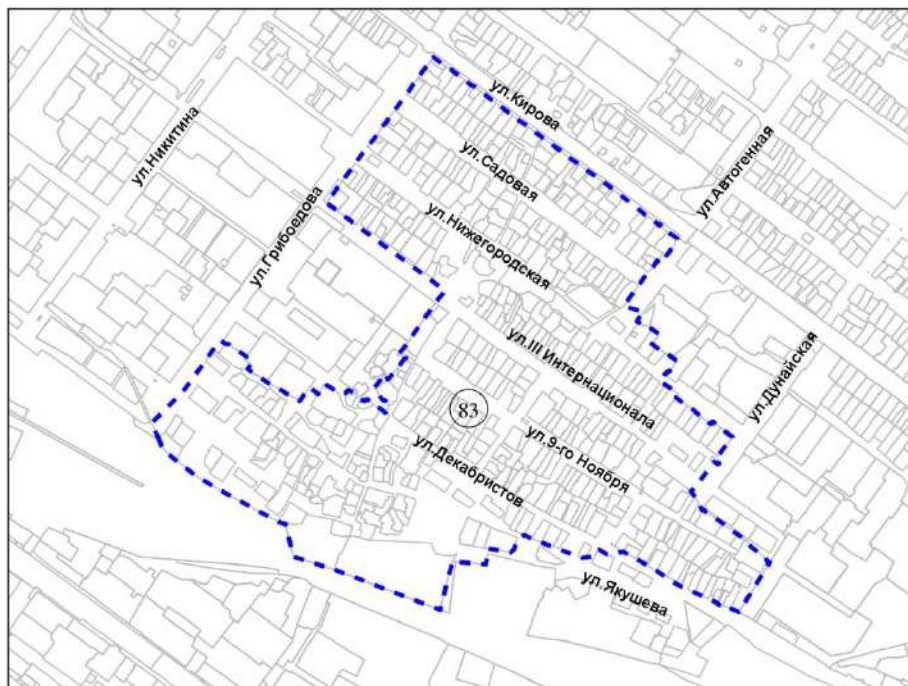 ул.Кирова
ул.Никитина
ул.Садовая
ул.Автогенная
ул.Грибоедова
ул.Нижегородская
ул.III Интернационала
ул.Дунайская
83
ул.9-го Ноября
ул.Декабристов
ул.Якушева